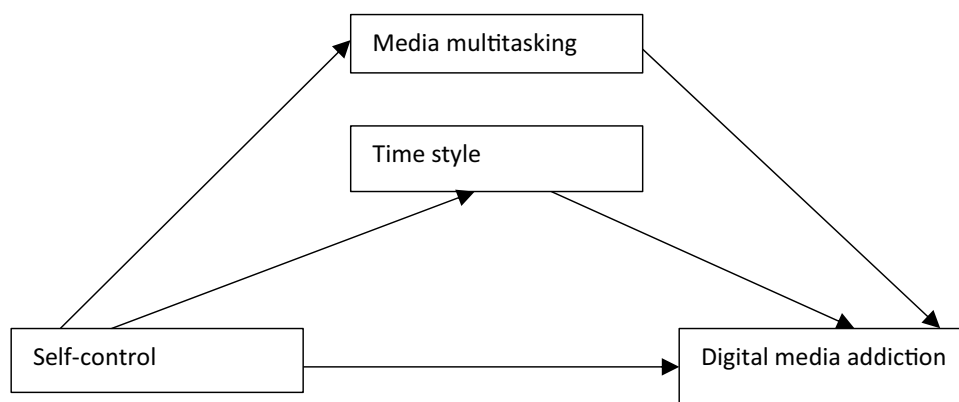 Media multitasking
Time style
Self-control
Digital media addiction